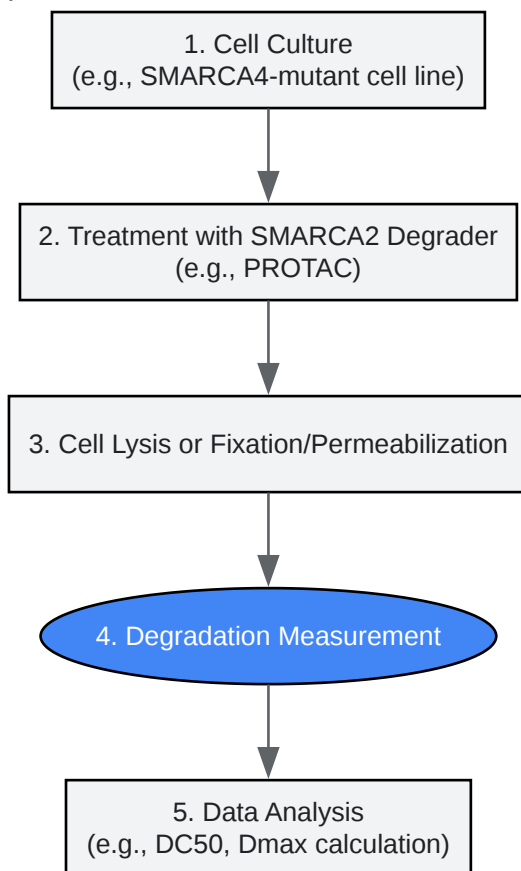 1. Cell Culture
(e.g., SMARCA4-mutant cell line)
2. Treatment with SMARCA2 Degrader
(e.g., PROTAC)
3. Cell Lysis or Fixation/Permeabilization
4. Degradation Measurement
5. Data Analysis
(e.g., DC50, Dmax calculation)